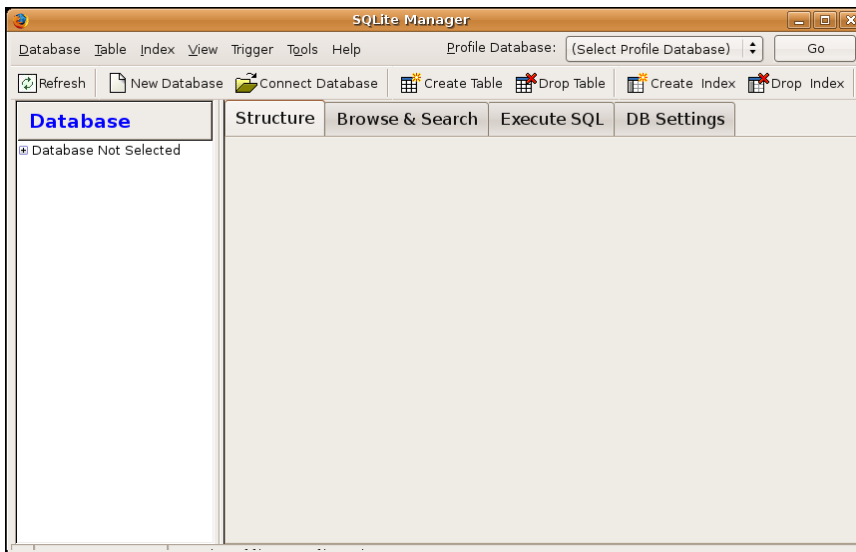 SQLite Manager
Database Table Index View Trigger Tools Help Profile Database: (Select Profile Database) Go
Refresh New Database Connect Database Create Table Drop Table Create Index Drop Index
Database
Structure Browse & Search Execute SQL DB Settings
Database Not Selected